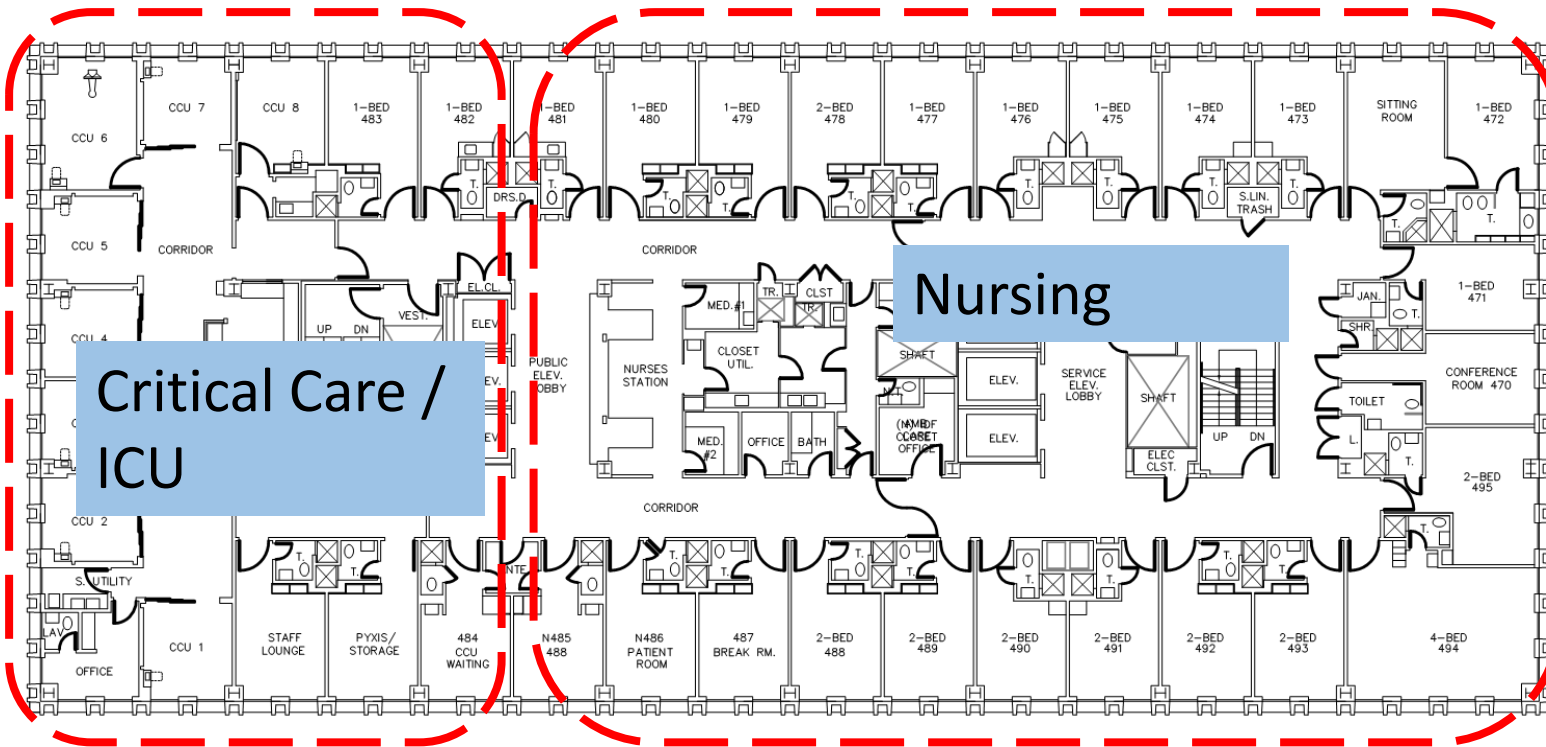 CCU 7
CCU 8
1-BED
483
1-BED
482
1-BED
481
1-BED
480
1-BED
479
2-BED
478
1-BED
477
1-BED
476
1-BED
475
1-BED
474
1-BED
473
SITTING
ROOM
1-BED
472
CCU 6
T.
DRS.D
T.
T.
T.
T.
T.
T.
T.
T.
S.LIN.
TRASH
T.
T.
T.
CCU 5
CORRIDOR
CORRIDOR
Nursing
EL.CL.
TR.
CLST
1-BED
471
JAN.
T.
SHR.
VEST.
MED. #1
TR.
UP
DN
ELEV.
CCU 4
CLOSET
UTIL.
SHAFT
PUBLIC
ELEV.
LOBBY
NURSES
STATION
ELEV.
SERVICE
ELEV.
LOBBY
CONFERENCE
ROOM 470
Critical Care /
ICU
SHAFT
TOILET
MED.
#2
OFFICE
BATH
CLOSET
OFFICE
ELEV.
UP
DN
L.
T.
ELEC
CLST.
2-BED
495
CCU 2
CORRIDOR
T.
S. UTILITY
T.
T.
T.
T.
T.
T.
T.
T.
T.
T.
LAV
CCU 1
OFFICE
STAFF
LOUNGE
PYXIS/
STORAGE
484
CCU
WAITING
N485
488
N486
PATIENT
ROOM
487
BREAK RM.
2-BED
488
2-BED
489
2-BED
490
2-BED
491
2-BED
492
2-BED
493
4-BED
494